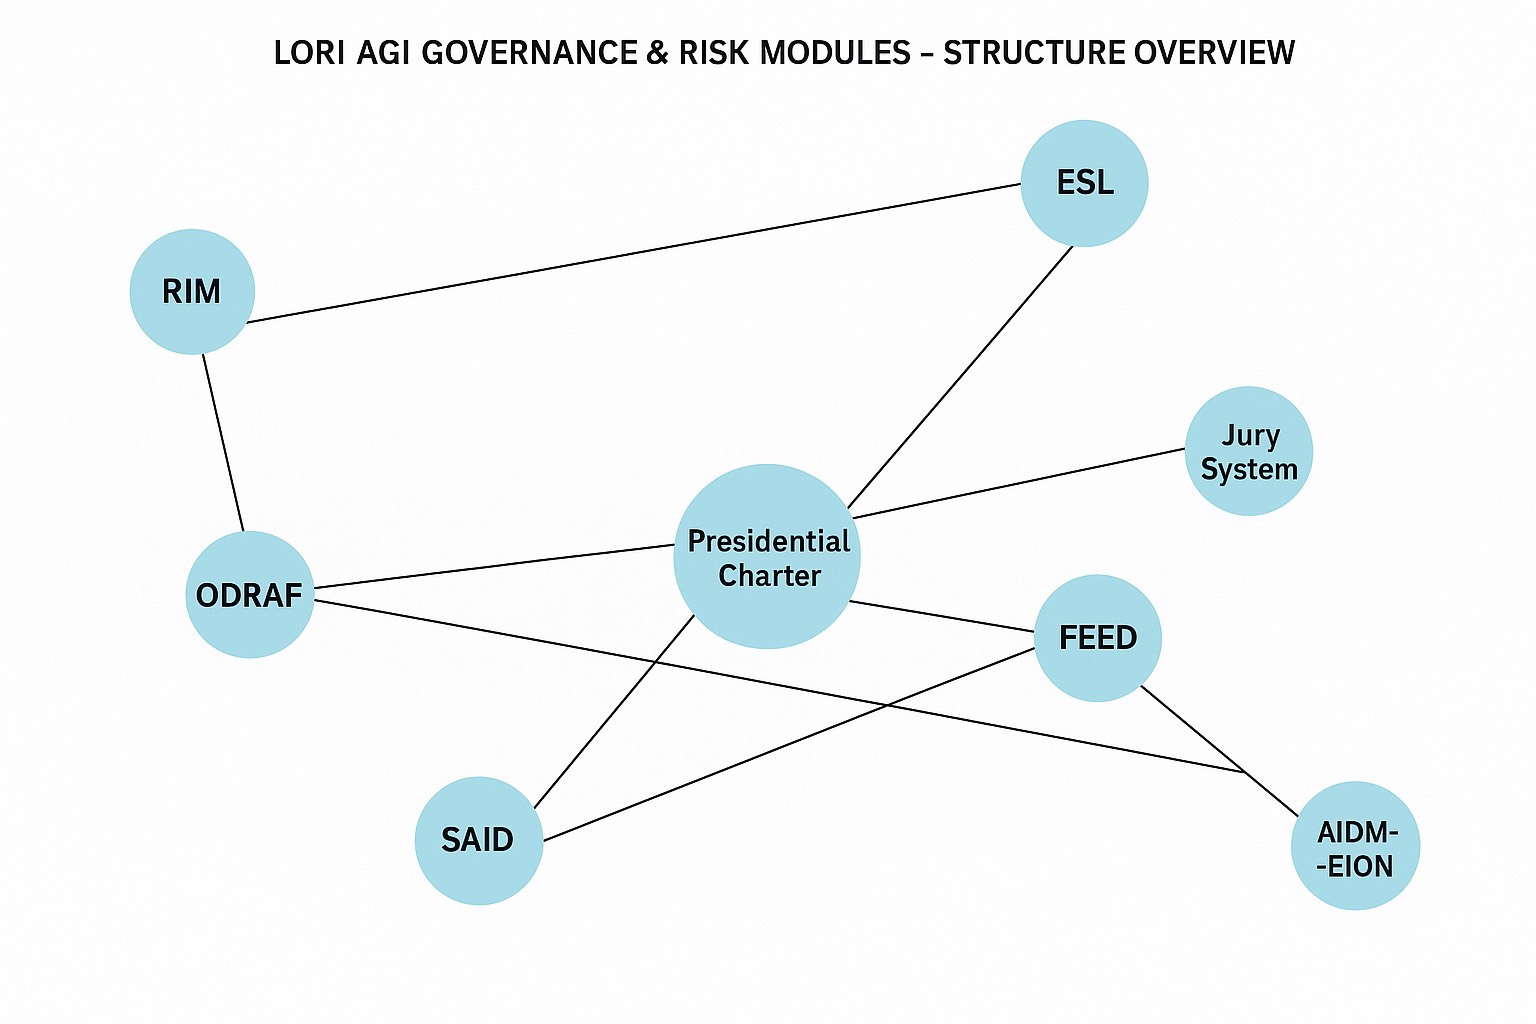 LORI AGI GOVERNANCE & RISK MODULES – STRUCTURE OVERVIEW
ESL
RIM
Jury
System
Presidential
Charter
ODRAF
FEED
SAID
AIDM-
-EION